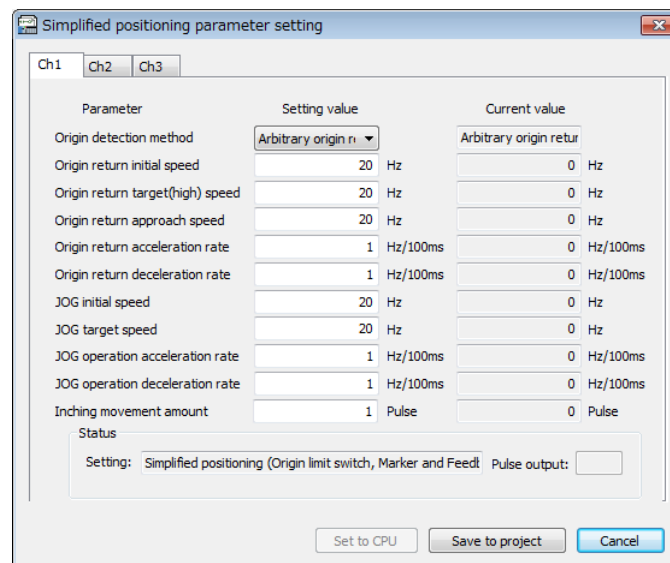 Simplified positioning parameter setting
Ch1 Ch2 Ch3
Parameter Setting value Current value
Origin detection method Arbitrary origin r Arbitrary origin retur
Origin return initial speed 20 Hz 0 Hz
Origin return target(high) speed 20 Hz 0 Hz
Origin return approach speed 20 Hz 0 Hz
Origin return acceleration rate 1 Hz/100ms 0 Hz/100ms
Origin return deceleration rate 1 Hz/100ms 0 Hz/100ms
JOG initial speed 20 Hz 0 Hz
JOG target speed 20 Hz 0 Hz
JOG operation acceleration rate 1 Hz/100ms 0 Hz/100ms
JOG operation deceleration rate 1 Hz/100ms 0 Hz/100ms
Inching movement amount 1 Pulse 0 Pulse
Status
Setting: Simplified positioning (Origin limit switch, Marker and Feedb Pulse output:
Set to CPU Save to project Cancel